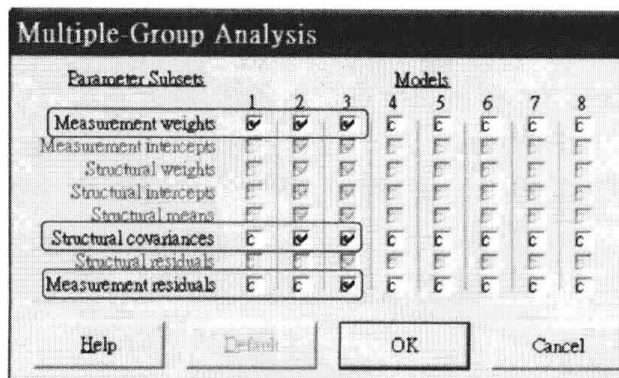 Multiple-Group Analysis
Parameter Subsets Models
1 2 3 4 5 6 7 8
Measurement weights
Measurement intercepts
Structural weights
Structural intercepts
Structural means
Structural covariances
Structural residuals
Measurement residuals
Help Default OK Cancel